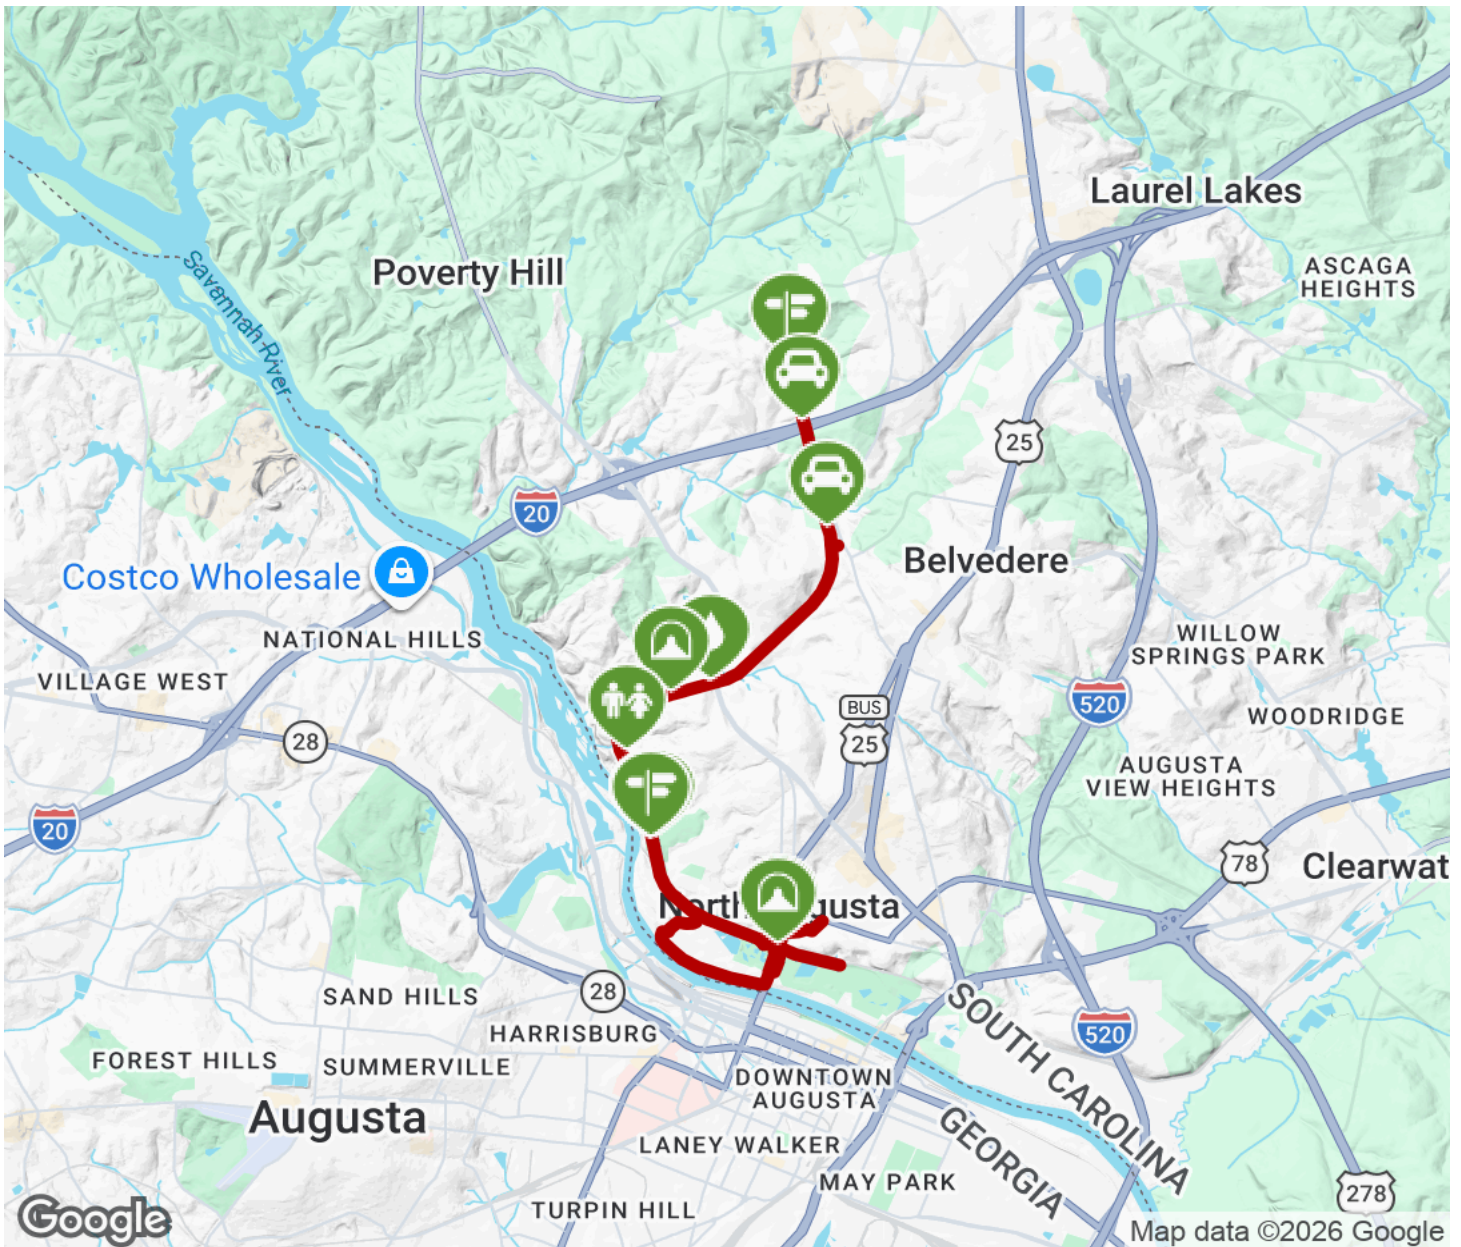 Laurel Lakes
ASCAGA
HEIGHTS
Poverty Hill
Savannah River
25
20
Belvedere
Costco Wholesale
NATIONAL HILLS
WILLOW
SPRINGS PARK
VILLAGE WEST
520
BUS
25
WOODRIDGE
28
AUGUSTA
VIEW HEIGHTS
20
78
Clearwat
North Augusta
SAND HILLS
28
HARRISBURG
SOUTH CAROLINA
520
FOREST HILLS
SUMMERVILLE
DOWNTOWN
AUGUSTA
Augusta
GEORGIA
LANEY WALKER
MAY PARK
278
TURPIN HILL
Google
Map data ©2026 Google